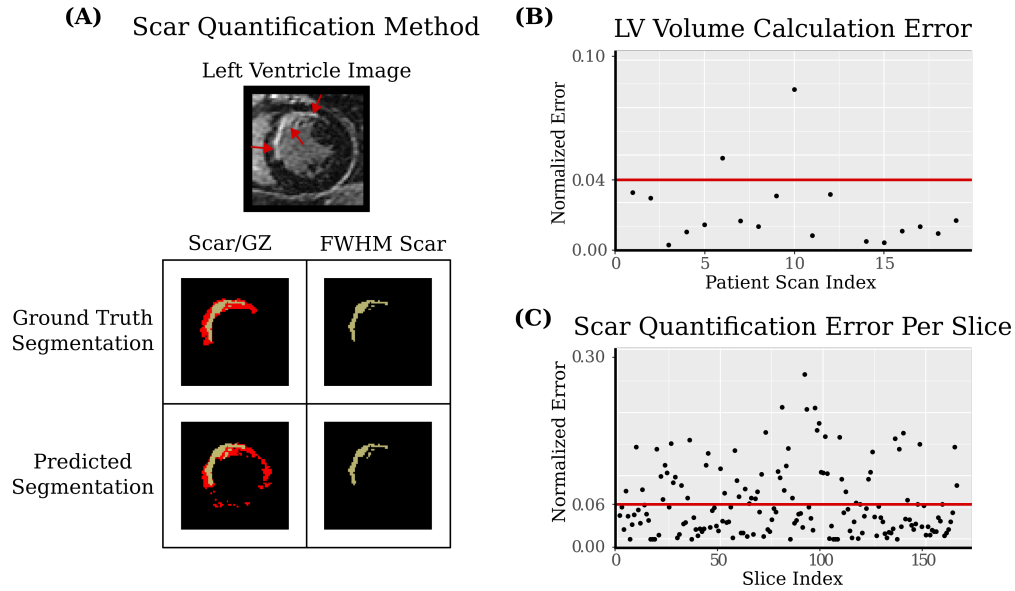 (A)
Scar Quantification Method
Left Ventricle Image
Scar/GZ
FWHM Scar
Ground Truth
Segmentation
Predicted
Segmentation
(B)
LV Volume Calculation Error
Normalized Error
0.10
0.04
0.00
0
5
10
15
Patient Scan Index
(C)
Scar Quantification Error Per Slice
Normalized Error
0.30
0.06
0.00
0
50
100
150
Slice Index